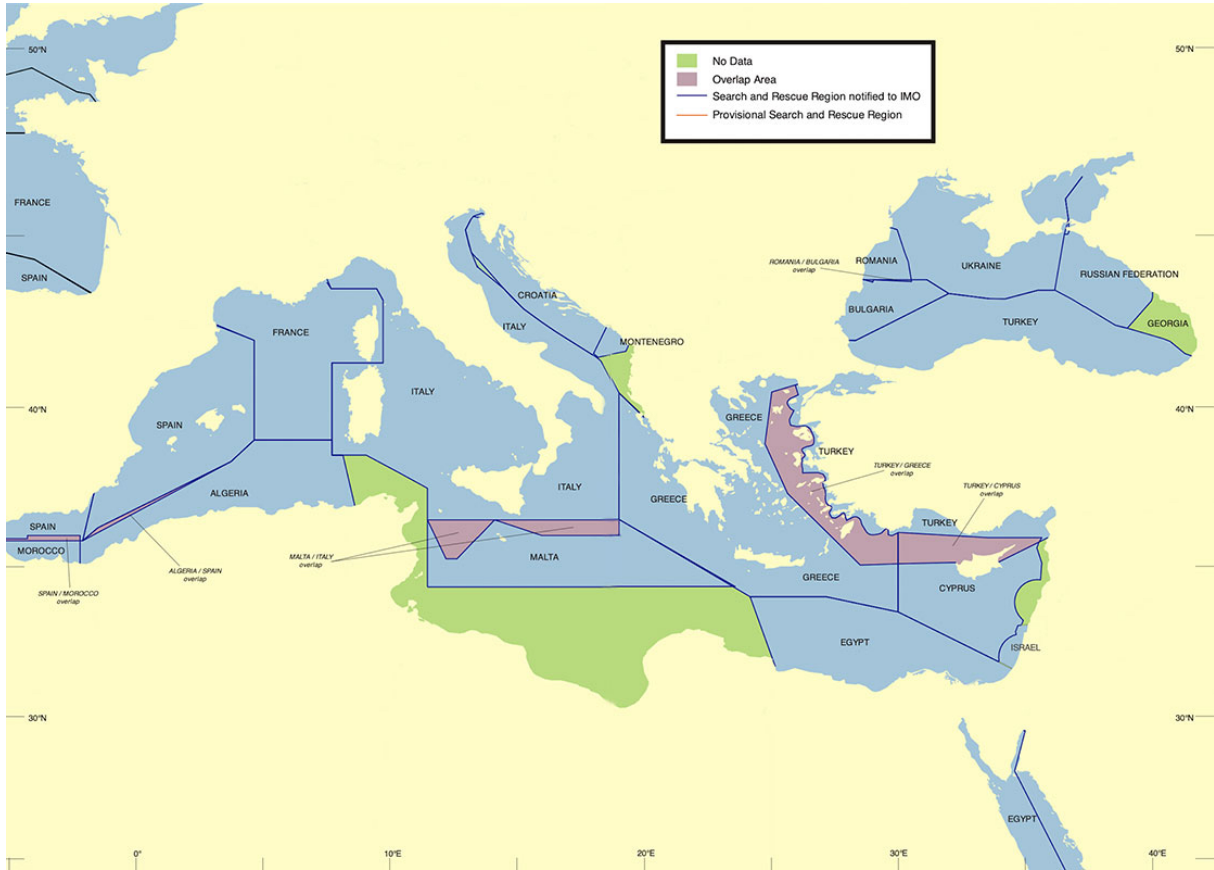 50°N
50°N
No Data
Overlap Area
Search and Rescue Region notified to IMO
Provisional Search and Rescue Region
FRANCE
SPAIN
ROMANIA
ROMANIA / BULGARIA
overlap
UKRAINE
RUSSIAN FEDERATION
BULGARIA
TURKEY
GEORGIA
CROATIA
ITALY
FRANCE
MONTENEGRO
ITALY
40°N
40°N
SPAIN
GREECE
TURKEY
TURKEY / GREECE
overlap
TURKEY / CYPRUS
overlap
ALGERIA
ITALY
GREECE
SPAIN
MOROCCO
TURKEY
MALTA / ITALY
overlap
MALTA
ALGERIA / SPAIN
overlap
SPAIN / MOROCCO
overlap
GREECE
CYPRUS
EGYPT
ISRAEL
30°N
30°N
EGYPT
0°
10°E
20°E
30°E
40°E